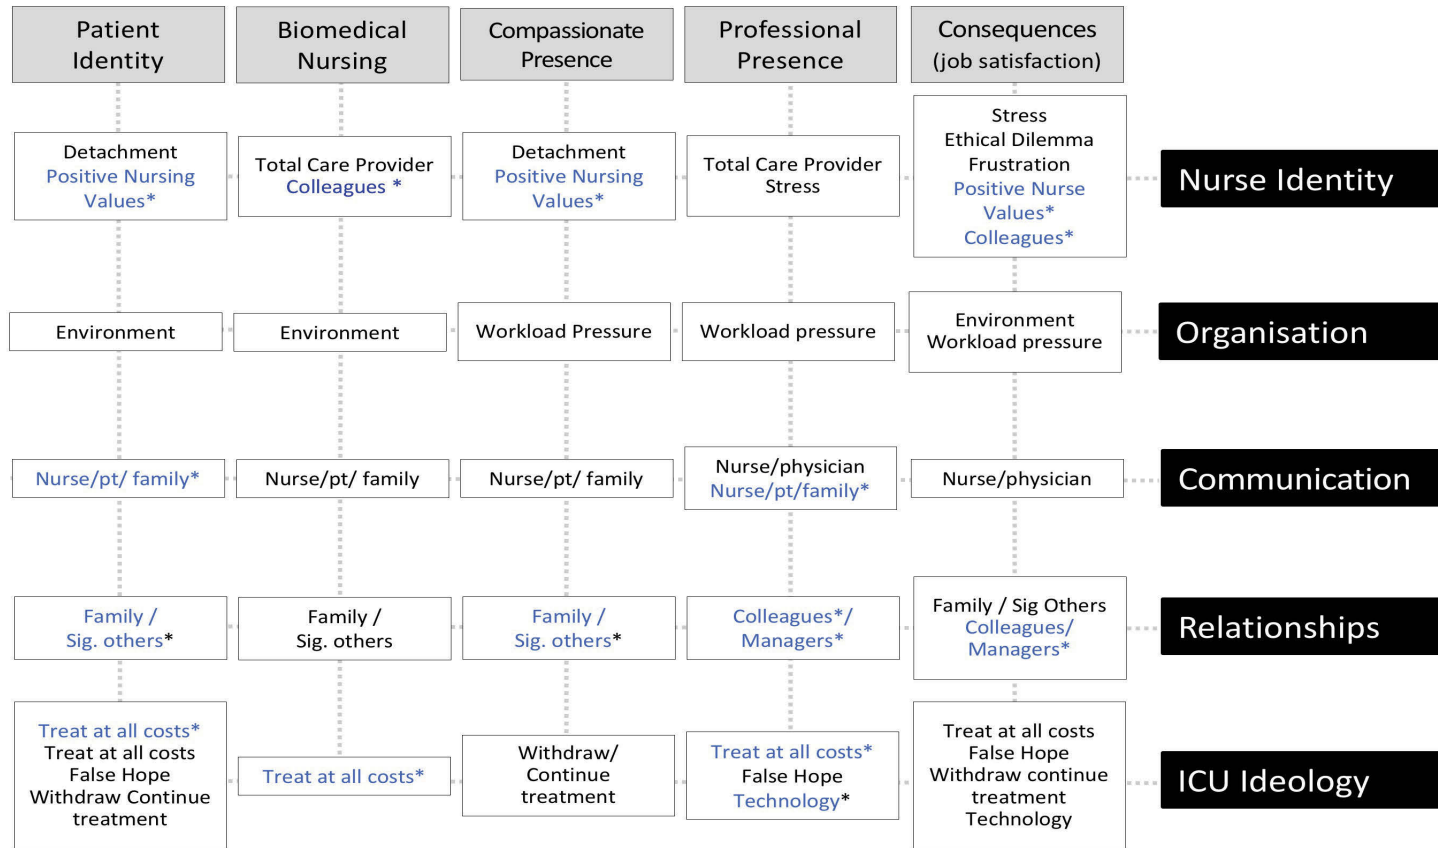 Patient
Identity
Biomedical
Nursing
Compassionate
Presence
Professional
Presence
Consequences
(job satisfaction)
Detachment
Positive Nursing
Values*
Total Care Provider
Colleagues *
Detachment
Positive Nursing
Values*
Total Care Provider
Stress
Stress
Ethical Dilemma
Frustration
Positive Nurse
Values*
Colleagues*
Nurse Identity
Environment
Environment
Workload Pressure
Workload pressure
Environment
Workload pressure
Organisation
Nurse/pt/ family*
Nurse/pt/ family
Nurse/pt/ family
Nurse/physician
Nurse/pt/family*
Nurse/physician
Communication
Family /
Sig. others*
Family /
Sig. others
Family /
Sig. others*
Colleagues*/
Managers*
Family / Sig Others
Colleagues/
Managers*
Relationships
Treat at all costs*
Treat at all costs
False Hope
Withdraw Continue
treatment
Treat at all costs*
Withdraw/
Continue
treatment
Treat at all costs*
False Hope
Technology*
Treat at all costs
False Hope
Withdraw continue
treatment
Technology
ICU Ideology